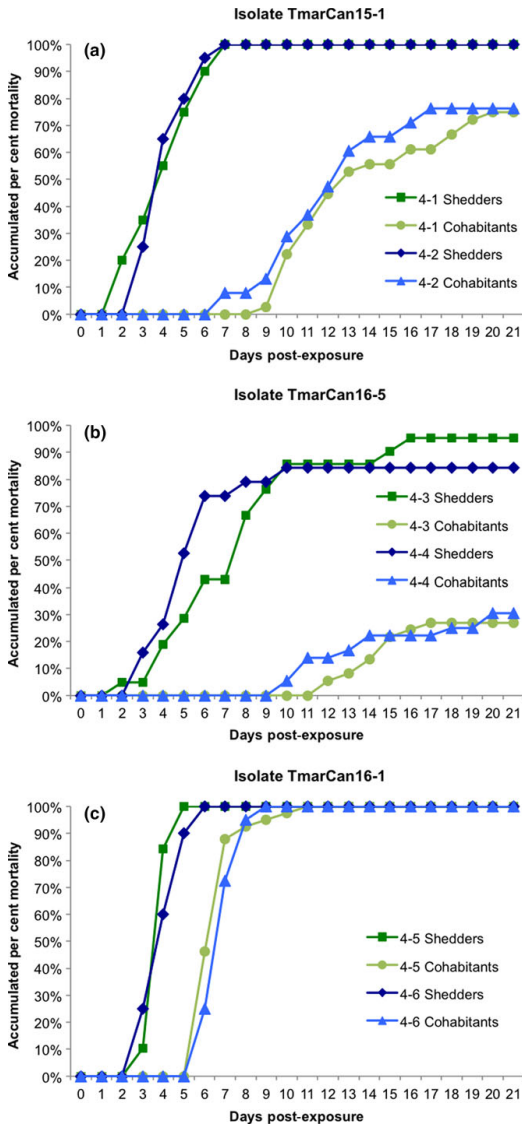 Isolate TmarCan15-1
(a)
Accumulated per cent mortality
100%
90%
80%
70%
60%
50%
40%
30%
20%
10%
0%
4-1 Shedders
4-1 Cohabitants
4-2 Shedders
4-2 Cohabitants
0 1 2 3 4 5 6 7 8 9 10 11 12 13 14 15 16 17 18 19 20 21
Days post-exposure
Isolate TmarCan16-5
(b)
Accumulated per cent mortality
100%
90%
80%
70%
60%
50%
40%
30%
20%
10%
0%
4-3 Shedders
4-3 Cohabitants
4-4 Shedders
4-4 Cohabitants
0 1 2 3 4 5 6 7 8 9 10 11 12 13 14 15 16 17 18 19 20 21
Days post-exposure
Isolate TmarCan16-1
(c)
Accumulated per cent mortality
100%
90%
80%
70%
60%
50%
40%
30%
20%
10%
0%
4-5 Shedders
4-5 Cohabitants
4-6 Shedders
4-6 Cohabitants
0 1 2 3 4 5 6 7 8 9 10 11 12 13 14 15 16 17 18 19 20 21
Days post-exposure